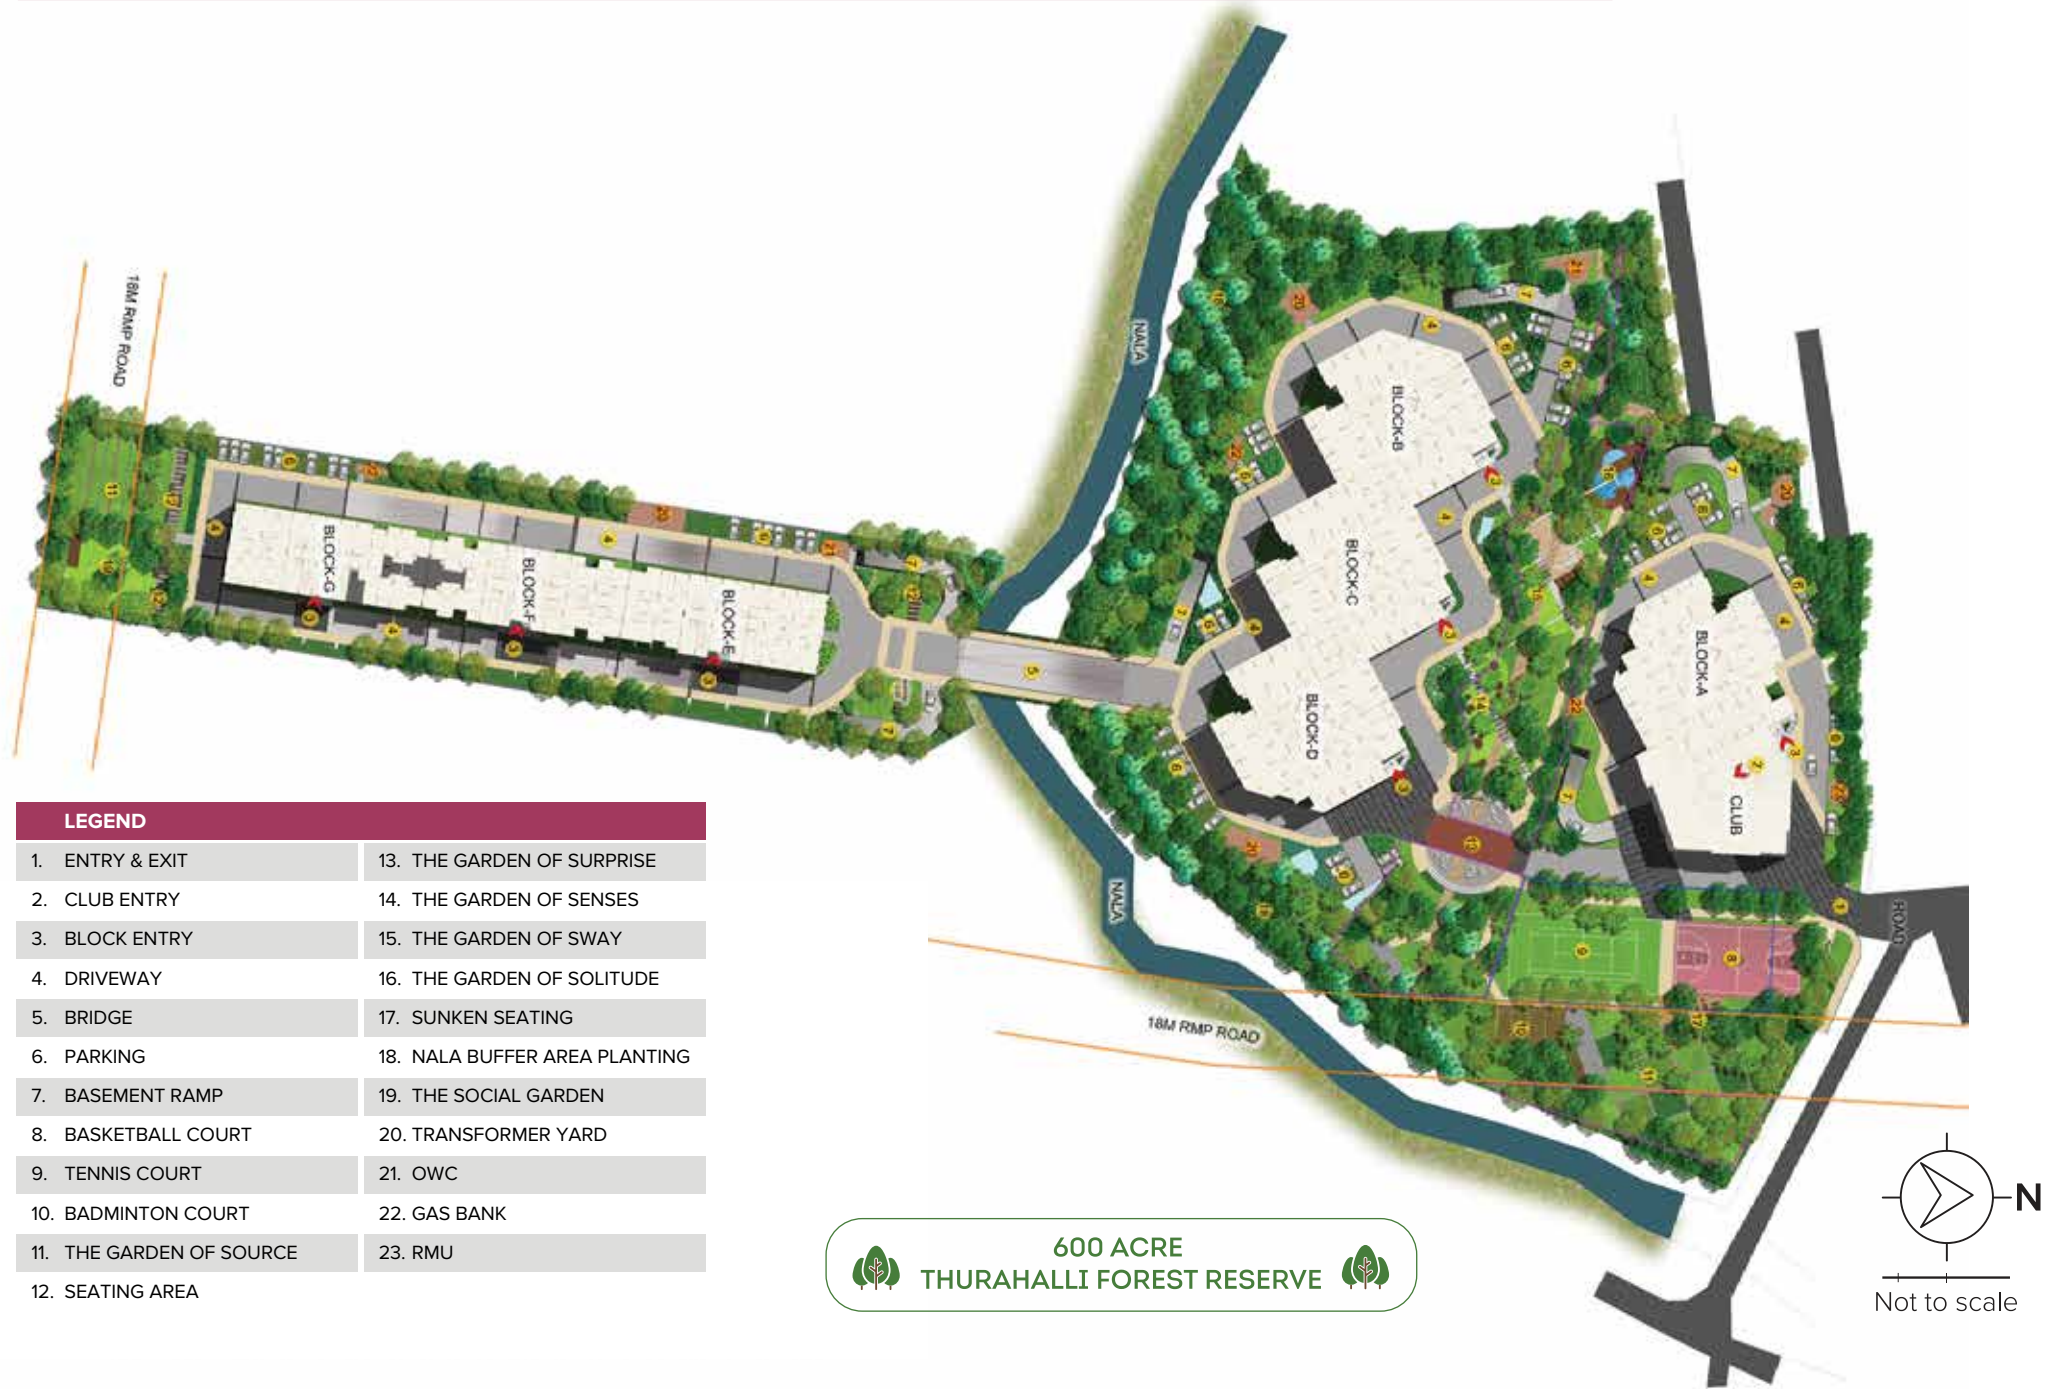 18M RMP ROAD
NALA
BLOCK-B
BLOCK-C
BLOCK-D
BLOCK-A
CLUB
BLOCK-G
BLOCK-F
BLOCK-E
NALA
ROAD
18M RMP ROAD
LEGEND
1. ENTRY & EXIT
2. CLUB ENTRY
3. BLOCK ENTRY
4. DRIVEWAY
5. BRIDGE
6. PARKING
7. BASEMENT RAMP
8. BASKETBALL COURT
9. TENNIS COURT
10. BADMINTON COURT
11. THE GARDEN OF SOURCE
12. SEATING AREA
13. THE GARDEN OF SURPRISE
14. THE GARDEN OF SENSES
15. THE GARDEN OF SWAY
16. THE GARDEN OF SOLITUDE
17. SUNKEN SEATING
18. NALA BUFFER AREA PLANTING
19. THE SOCIAL GARDEN
20. TRANSFORMER YARD
21. OWC
22. GAS BANK
23. RMU
600 ACRE
THURAHALLI FOREST RESERVE
N
Not to scale